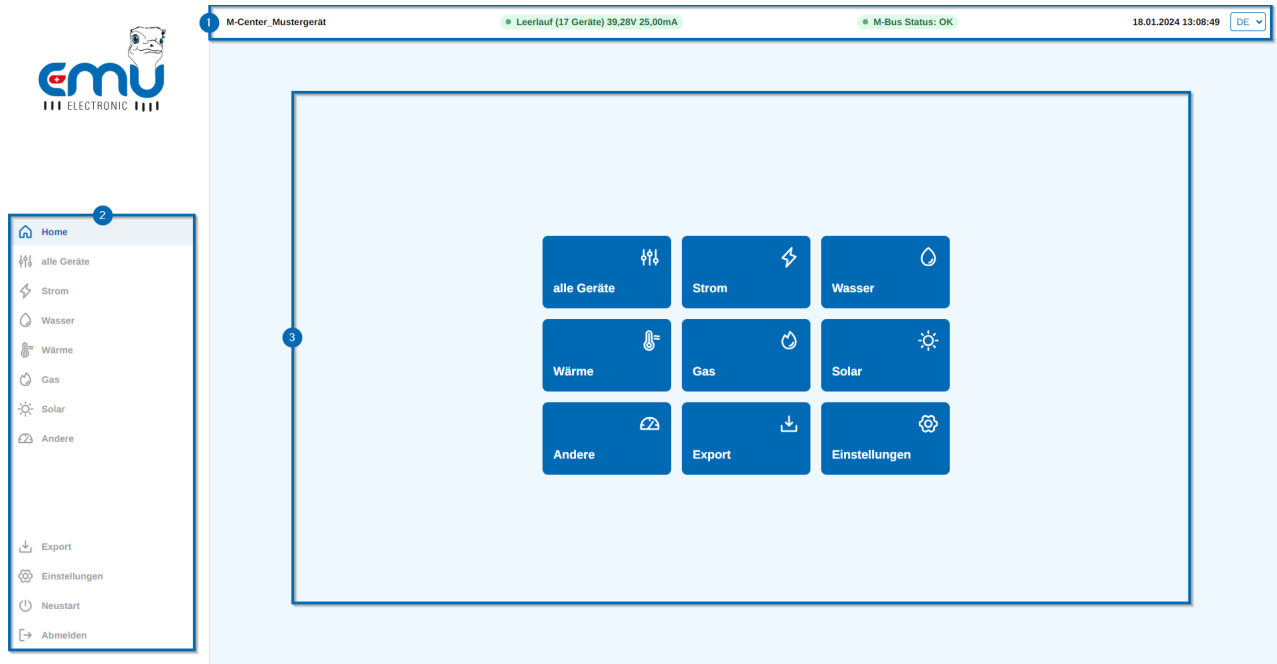 1 M-Center_Mustergerät Leerlauf (17 Geräte) 39,28V 25,00mA M-Bus Status: OK 18.01.2024 13:08:49 DE
emu
ELECTRONIC
2
Home
alle Geräte
Strom
Wasser
Wärme
Gas
Solar
Andere
Export
Einstellungen
Neustart
Abmelden
3
alle Geräte Strom Wasser
Wärme Gas Solar
Andere Export Einstellungen